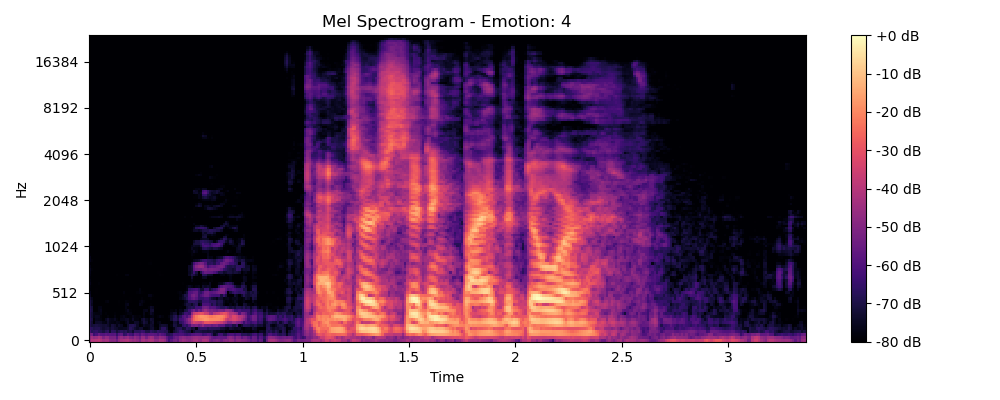 Mel Spectrogram - Emotion: 4
Hz
16384
8192
4096
2048
1024
512
0
0 0.5 1 1.5 2 2.5 3
Time
+0 dB
-10 dB
-20 dB
-30 dB
-40 dB
-50 dB
-60 dB
-70 dB
-80 dB